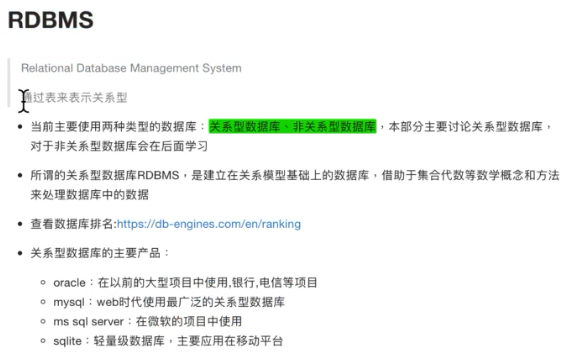 RDBMS
Relational Database Management System
通过表来表示关系型
当前主要使用两种类型的数据库：关系型数据库、非关系型数据库，本部分主要讨论关系型数据库，
对于非关系型数据库会在后面学习
所谓的关系型数据库RDBMS，是建立在关系模型基础上的数据库，借助于集合代数等数学概念和方法
来处理数据库中的数据
查看数据库排名:https://db-engines.com/en/ranking
关系型数据库的主要产品：
oracle：在以前的大型项目中使用,银行,电信等项目
mysql：web时代使用最广泛的关系型数据库
ms sql server：在微软的项目中使用
sqlite：轻量级数据库，主要应用在移动平台